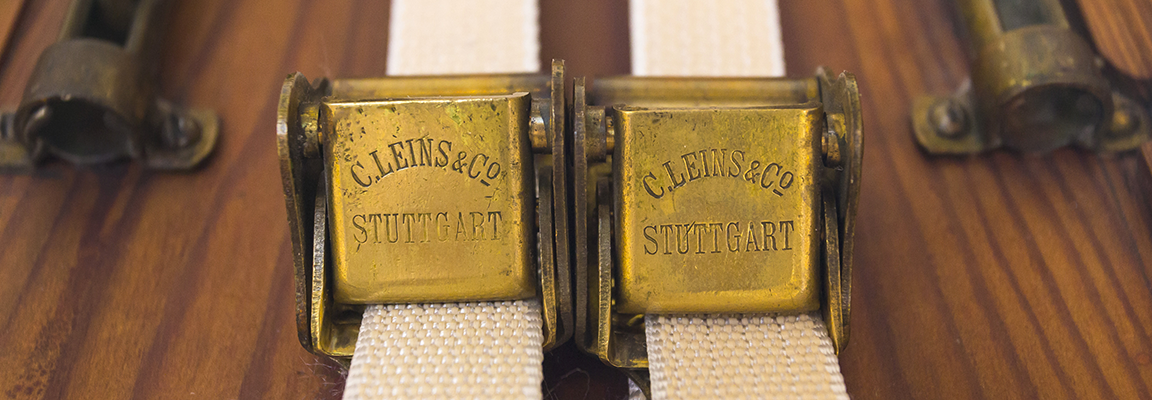 C. LEINS & Co
STUTTGART
C. LEINS & Co
STUTTGART